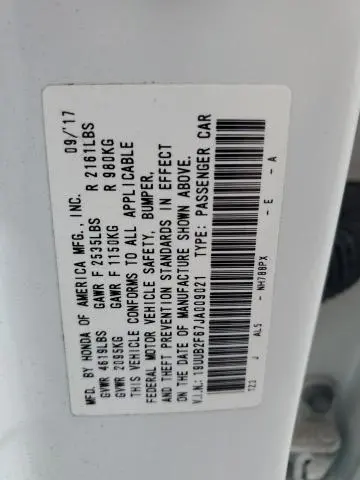 MFD. BY HONDA OF AMERICA MFG., INC. 09/'17
GVWR 4619LBS GAWR F 2535LBS R 2161LBS
GVWR 2095KG GAWR F 1150KG R 980KG
THIS VEHICLE CONFORMS TO ALL APPLICABLE
FEDERAL MOTOR VEHICLE SAFETY, BUMPER,
AND THEFT PREVENTION STANDARDS IN EFFECT
ON THE DATE OF MANUFACTURE SHOWN ABOVE.
V.I.N.: 19UUB2F67JA009021 TYPE: PASSENGER CAR
TZ3 J AL5 - NH788PX - E - A